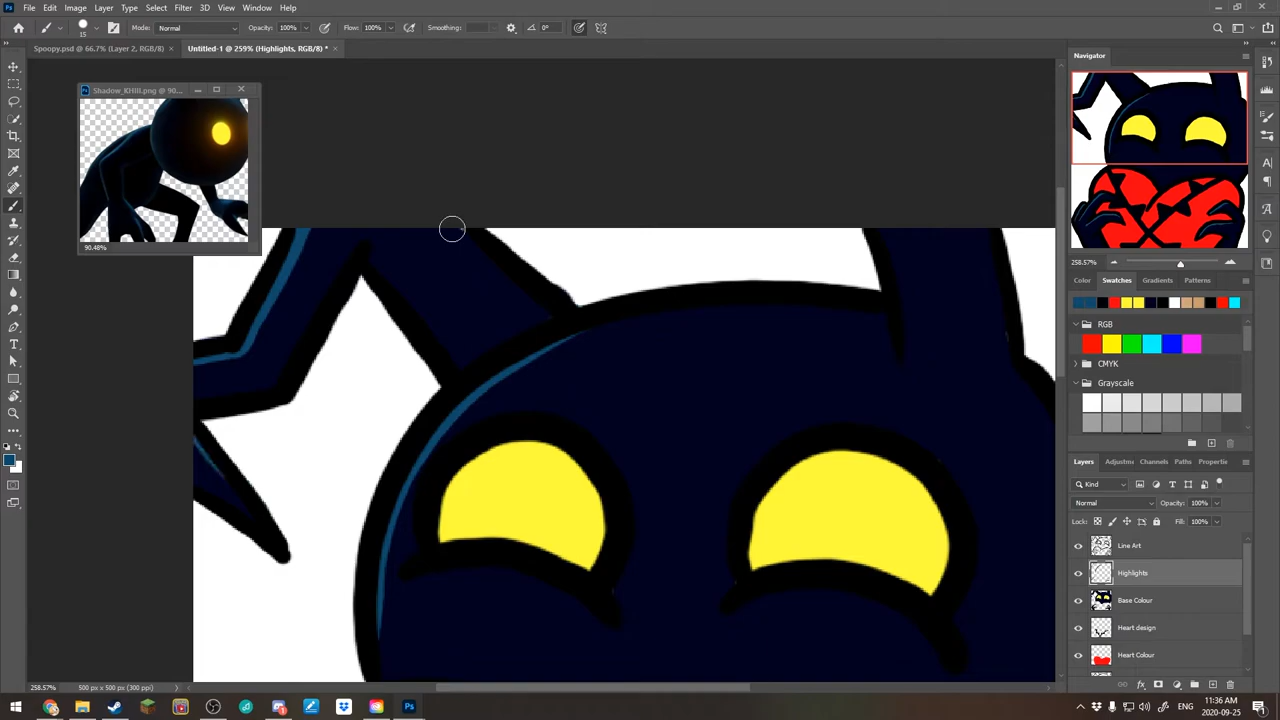 Ps File Edit Image Layer Type Select Filter 3D View Window Help
15 Mode: Normal Opacity: 100% Flow: 100% Smoothing: 0°
Spoopy.psd @ 66.7% (Layer 2, RGB/8) × Untitled-1 @ 259% (Highlights, RGB/8) * ×
Navigator
Shadow_KHIII.png @ 90...
90.48%
258.57%
Color Swatches Gradients Patterns
RGB
CMYK
Grayscale
Layers Adjustme Channels Paths Propertie
Kind
Normal Opacity: 100%
Lock: Fill: 100%
Line Art
Highlights
Base Colour
Heart design
Heart Colour
258.57% 500 px x 500 px (300 ppi)
11:36 AM
2020-09-25